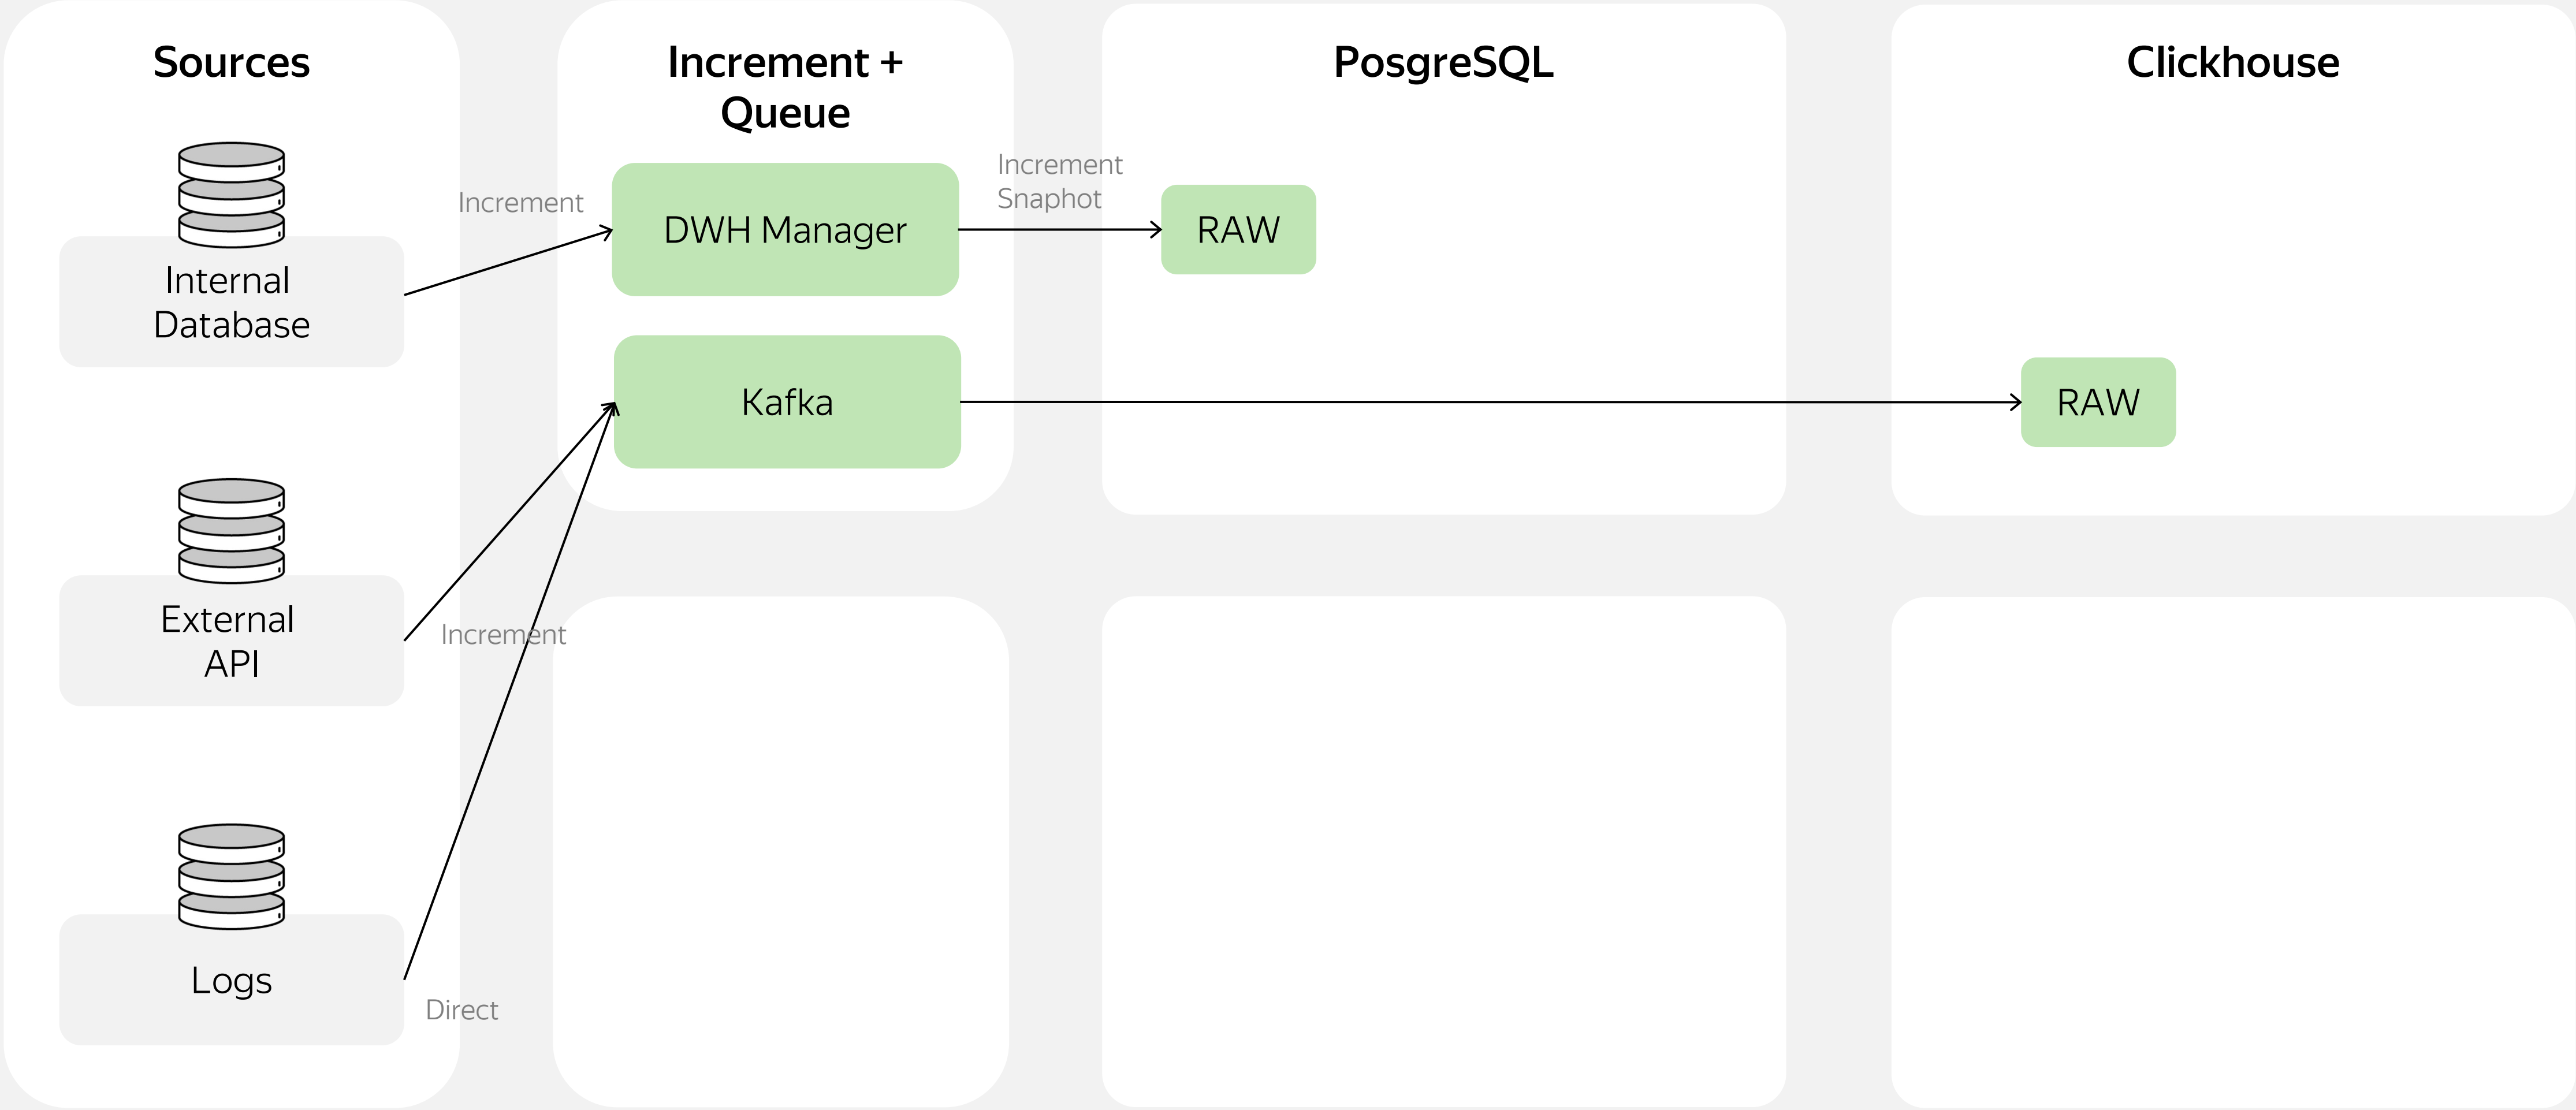 Sources
Increment +
Queue
PosgreSQL
Clickhouse
Increment
Increment
Snaphot
DWH Manager
RAW
Internal
Database
Kafka
RAW
External
API
Increment
Logs
Direct